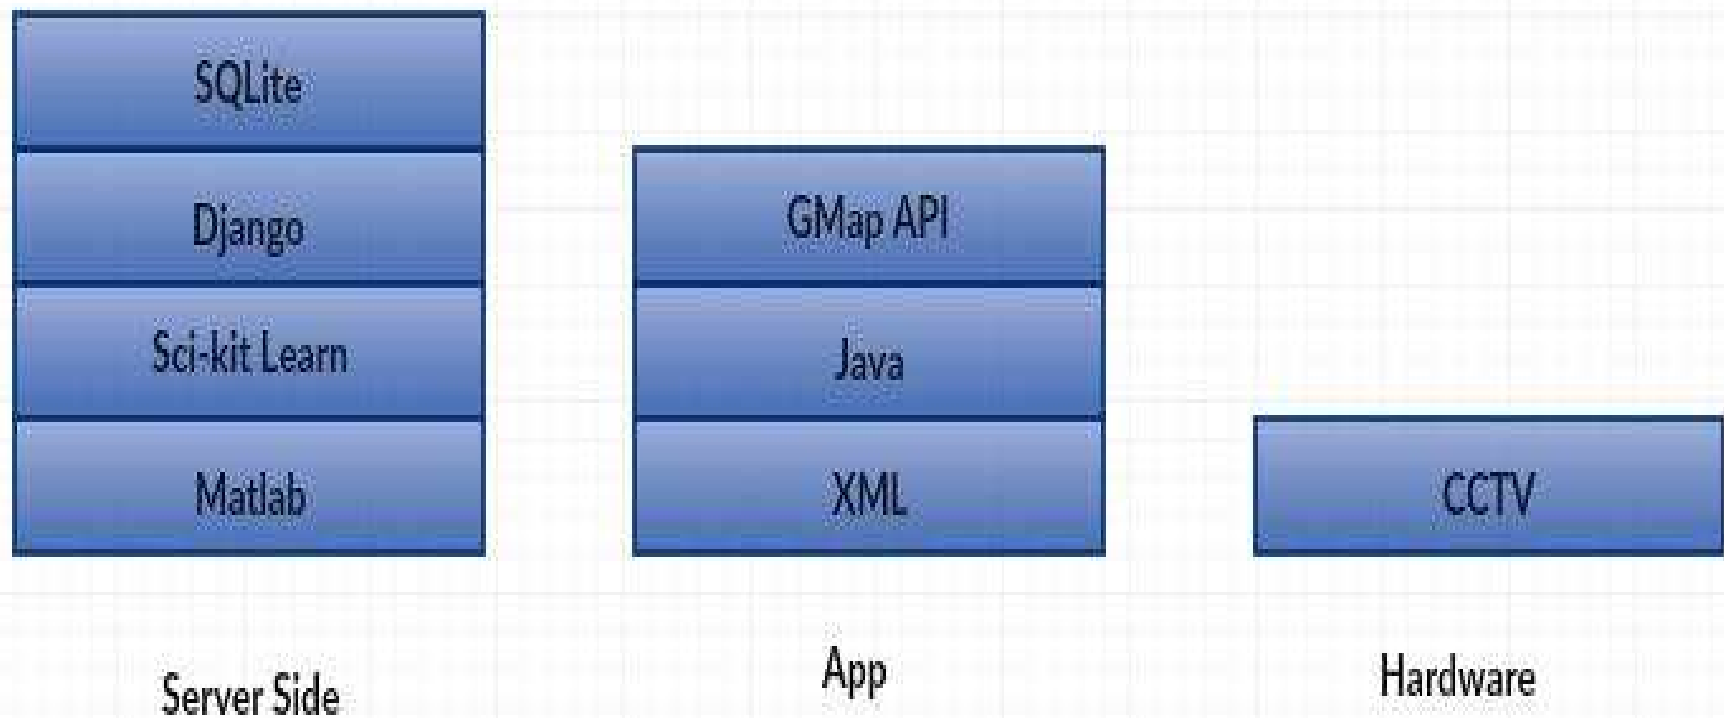 SQLite
Django
Sci-kit Learn
Matlab
Server Side
GMap API
Java
XML
App
CCTV
Hardware